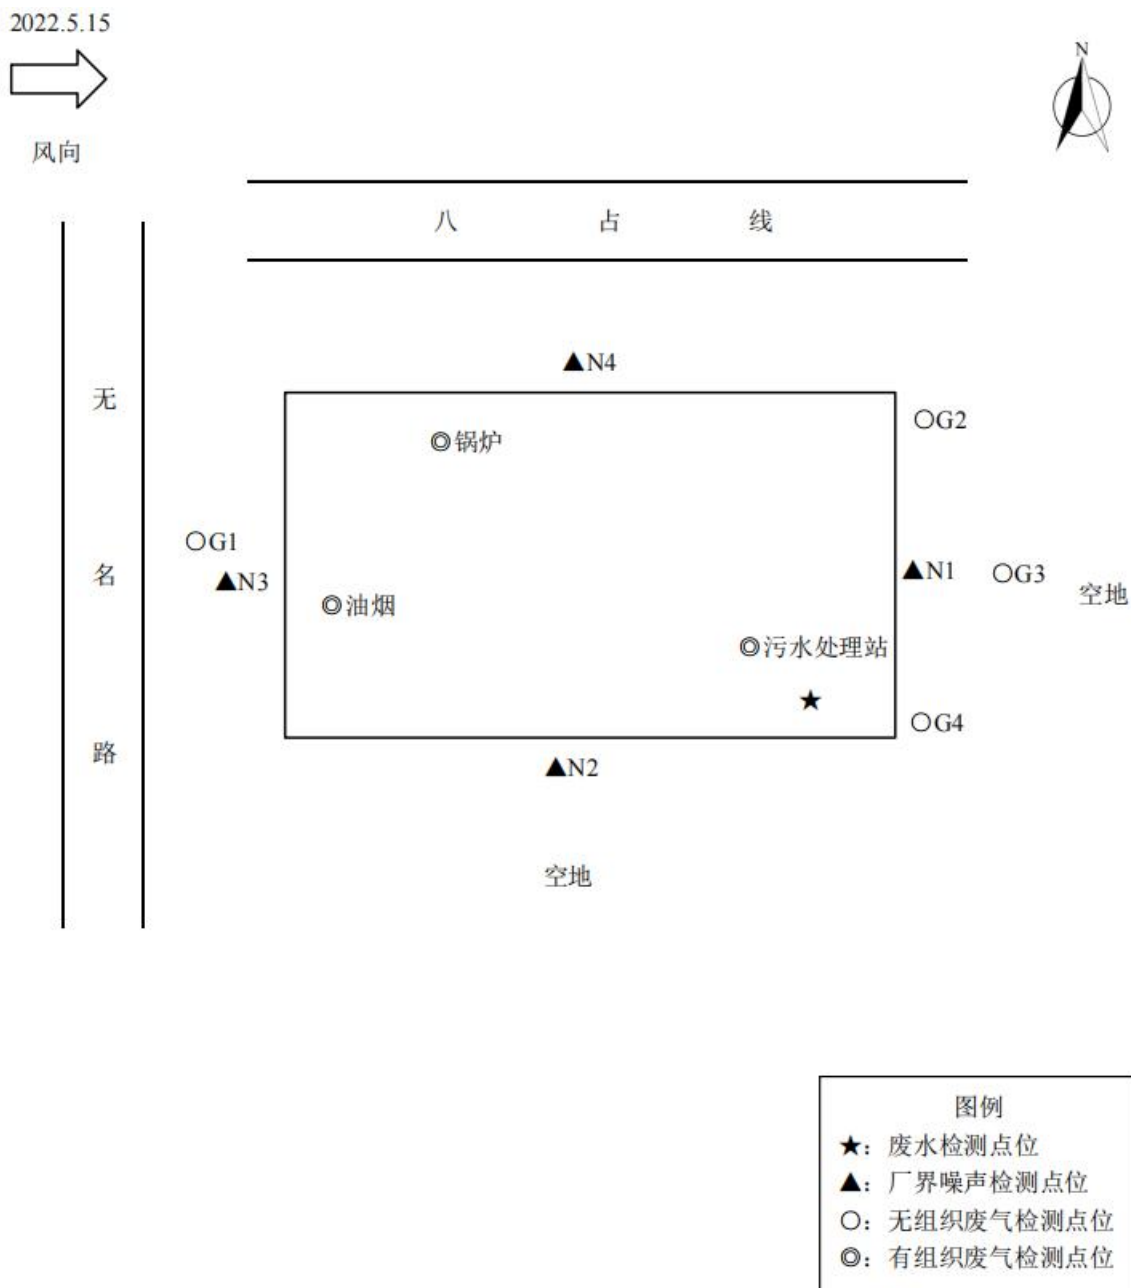 2022.5.15
N
风向
八占线
▲N4
无
○G2
◎锅炉
○G1
▲N1
○G3
名
▲N3
空地
◎油烟
◎污水处理站
★
○G4
路
▲N2
空地
图例
★：废水检测点位
▲：厂界噪声检测点位
○：无组织废气检测点位
◎：有组织废气检测点位